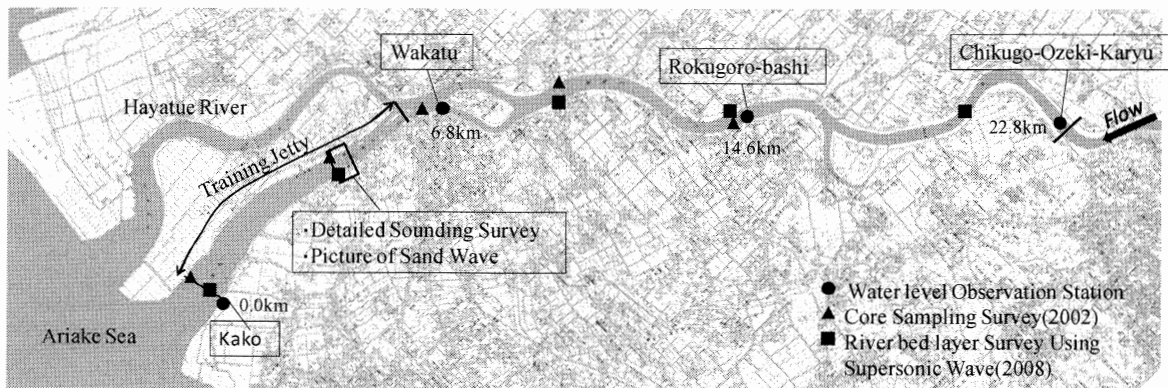 Wakatu
Rokugoro-bashi
Chikugo-Ozeki-Karyu
Hayatue River
6.8km
14.6km
22.8km
Flow
Training Jetty
·Detailed Sounding Survey
·Picture of Sand Wave
0.0km
Kako
Ariake Sea
Water level Observation Station
Core Sampling Survey(2002)
River bed layer Survey Using
Supersonic Wave(2008)